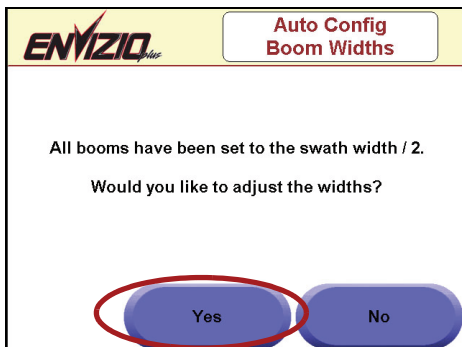 ENVIZIO plus
Auto Config
Boom Widths
All booms have been set to the swath width / 2.
Would you like to adjust the widths?
Yes No